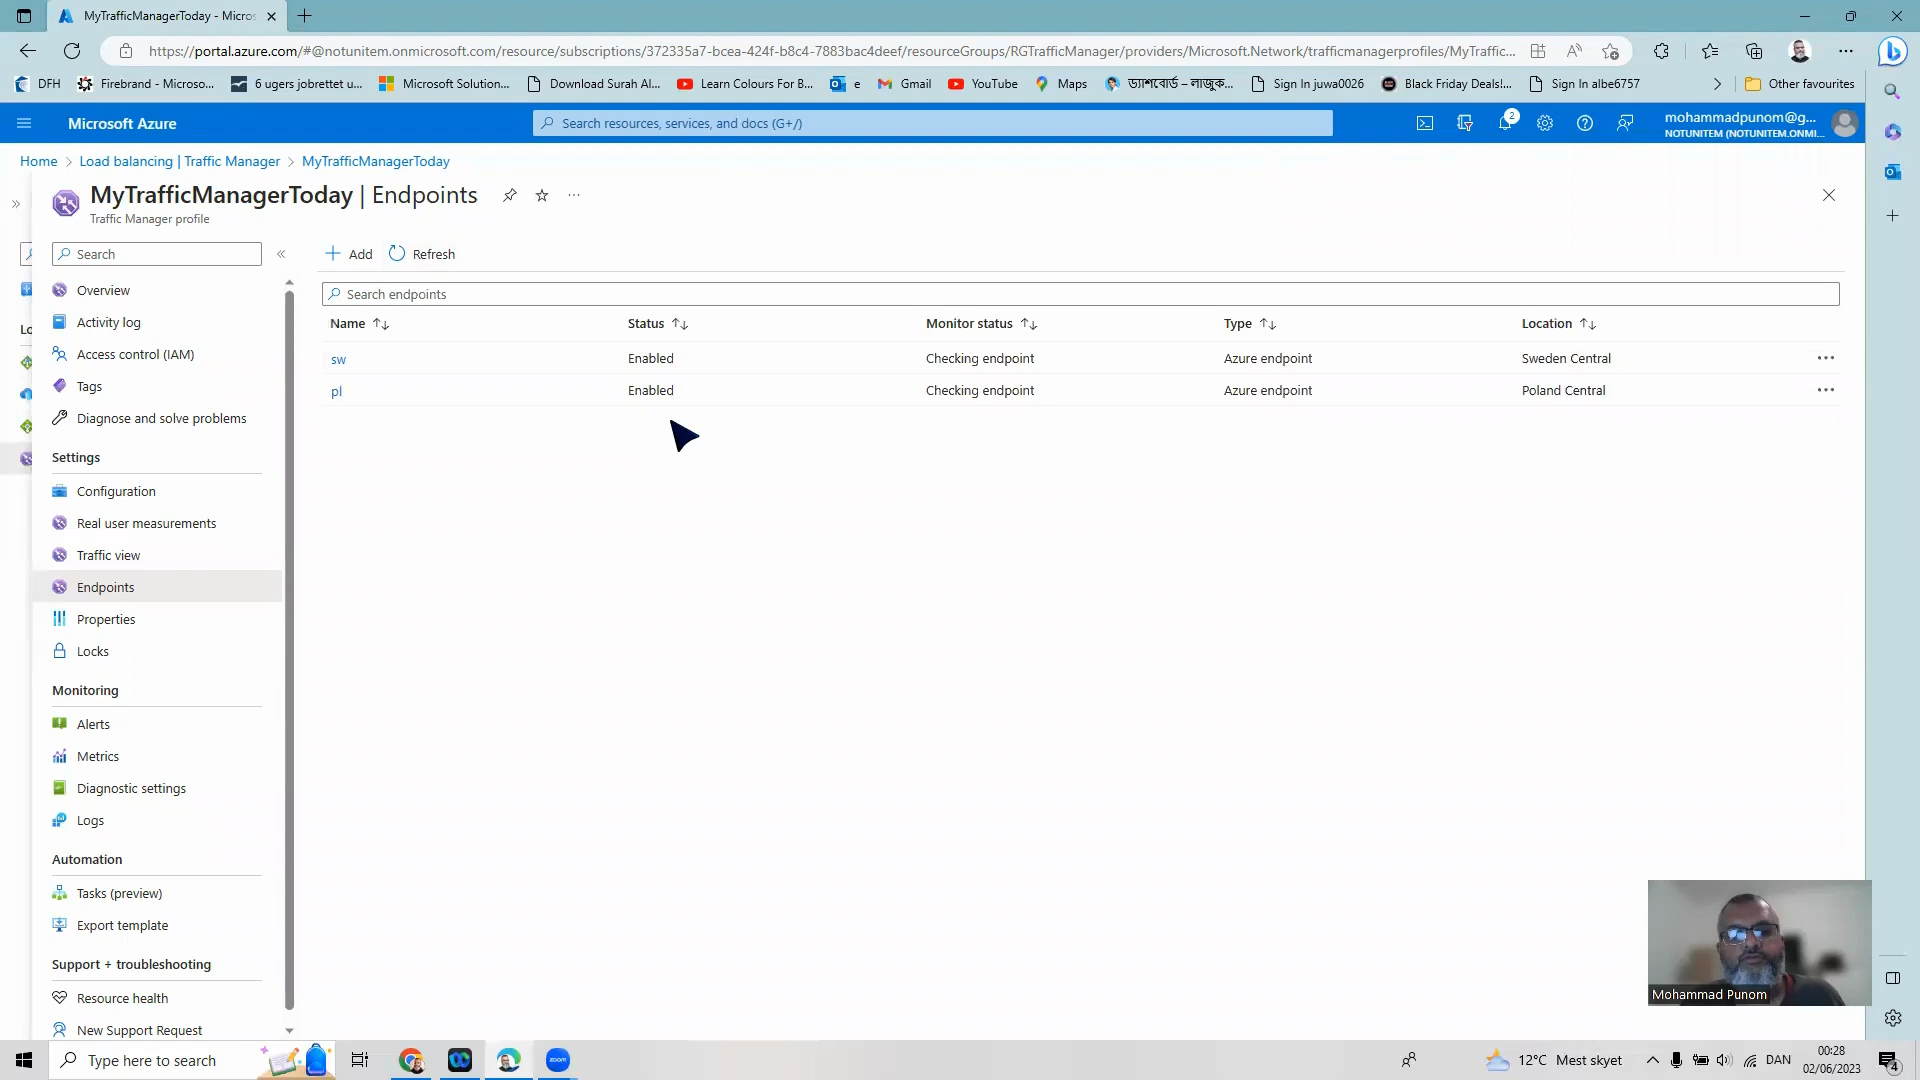 MyTrafficManagerToday - Micros
https://portal.azure.com/#@notunitem.onmicrosoft.com/resource/subscriptions/372335a7-bcea-424f-b8c4-7883bac4deef/resourceGroups/RGTrafficManager/providers/Microsoft.Network/trafficmanagerprofiles/MyTraffic...
DFH
Firebrand - Microso...
6 ugers jobrettet u...
Microsoft Solution...
Download Surah Al...
Learn Colours For B...
e
Gmail
YouTube
Maps
ড্যাশবোর্ড – লাজুক...
Sign In juwa0026
Black Friday Deals!...
Sign In albe6757
Other favourites
Microsoft Azure
Search resources, services, and docs (G+/)
2
mohammadpunom@g...
NOTUNITEM (NOTUNITEM.ONMI...
Home > Load balancing | Traffic Manager > MyTrafficManagerToday
MyTrafficManagerToday | Endpoints
Traffic Manager profile
Search
Add
Refresh
Search endpoints
Name Status Monitor status Type Location
sw Enabled Checking endpoint Azure endpoint Sweden Central
pl Enabled Checking endpoint Azure endpoint Poland Central
Lo
Overview
Activity log
Access control (IAM)
Tags
Diagnose and solve problems
Settings
Configuration
Real user measurements
Traffic view
Endpoints
Properties
Locks
Monitoring
Alerts
Metrics
Diagnostic settings
Logs
Automation
Tasks (preview)
Export template
Support + troubleshooting
Resource health
New Support Request
Mohammad Punom
Type here to search
zoom
12°C Mest skyet
DAN
00:28
02/06/2023
4